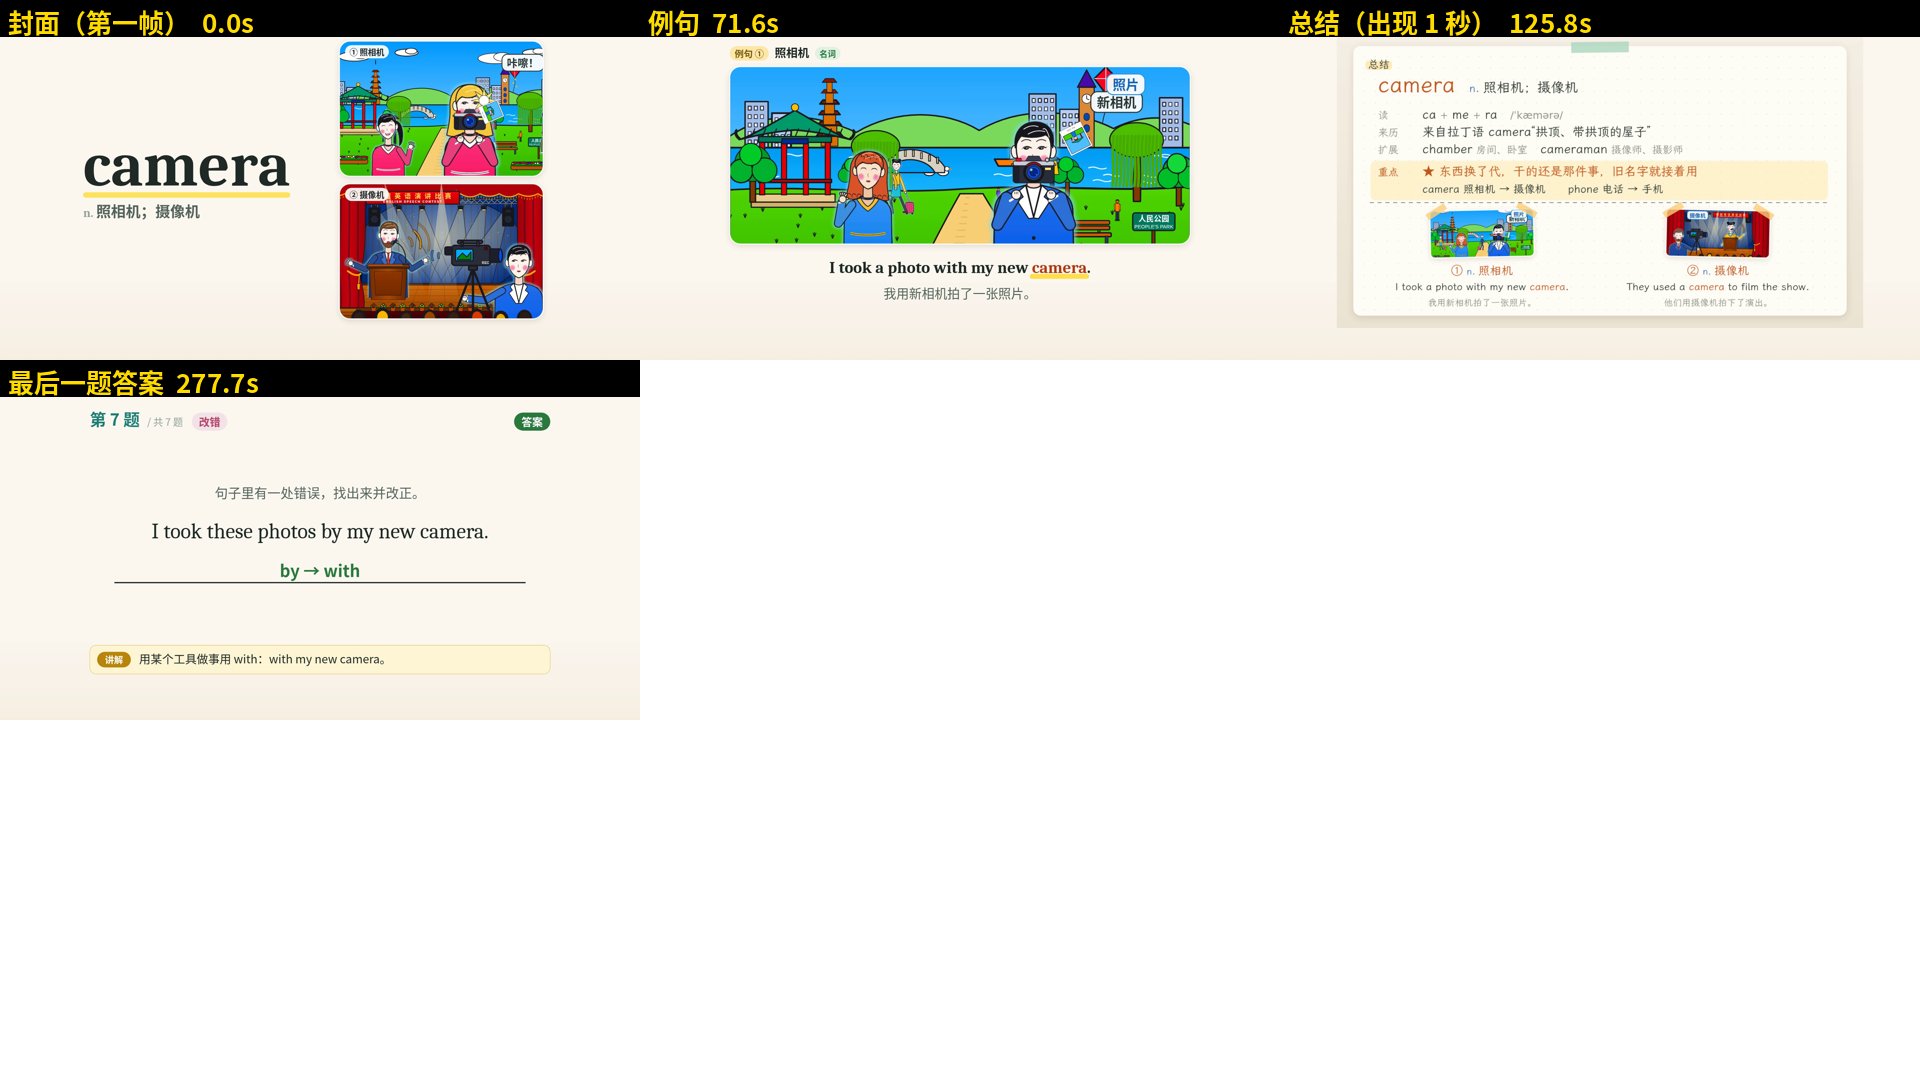 封面（第一帧） 0.0s
camera
n. 照相机；摄像机
① 照相机
咔嚓！
② 摄像机
英语演讲比赛
ENGLISH SPEECH CONTEST
REC
例句 71.6s
例句 ① 照相机 名词
照片
新相机
人民公园
PEOPLE'S PARK
I took a photo with my new camera.
我用新相机拍了一张照片。
总结（出现 1 秒） 125.8s
总结
camera n. 照相机；摄像机
读 ca + me + ra /ˈkæmərə/
来历 来自拉丁语 camera“拱顶、带拱顶的屋子”
扩展 chamber 房间、卧室 cameraman 摄像师、摄影师
重点 ★ 东西换了代，干的还是那件事，旧名字就接着用
camera 照相机 → 摄像机 phone 电话 → 手机
照片
新相机
摄像机
① n. 照相机
I took a photo with my new camera.
我用新相机拍了一张照片。
② n. 摄像机
They used a camera to film the show.
他们用摄像机拍下了演出。
最后一题答案 277.7s
第 7 题 / 共 7 题 改错
答案
句子里有一处错误，找出来并改正。
I took these photos by my new camera.
by → with
讲解 用某个工具做事用 with：with my new camera。